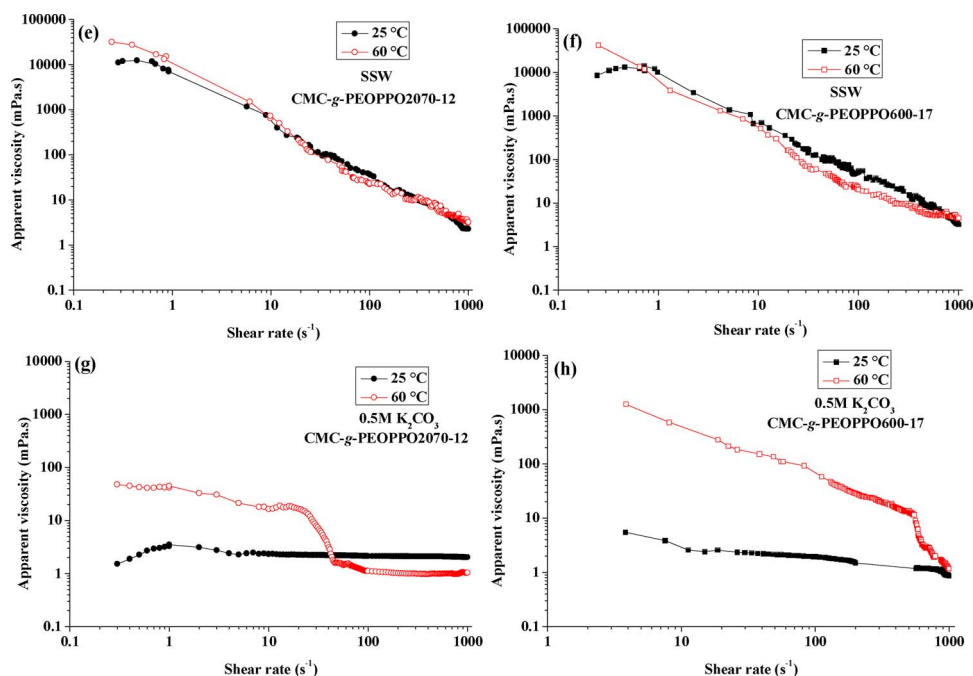 (e)
25 °C
60 °C
SSW
CMC-g-PEOPPO2070-12
Apparent viscosity (mPa.s)
100000
10000
1000
100
10
1
0.1
0.1
1
10
100
1000
Shear rate (s⁻¹)
(f)
25 °C
60 °C
SSW
CMC-g-PEOPPO600-17
Apparent viscosity (mPa.s)
100000
10000
1000
100
10
1
0.1
0.1
1
10
100
1000
Shear rate (s⁻¹)
(g)
25 °C
60 °C
0.5M K₂CO₃
CMC-g-PEOPPO2070-12
Apparent viscosity (mPa.s)
10000
1000
100
10
1
0.1
0.1
1
10
100
1000
Shear rate (s⁻¹)
(h)
25 °C
60 °C
0.5M K₂CO₃
CMC-g-PEOPPO600-17
Apparent viscosity (mPa.s)
10000
1000
100
10
1
0.1
1
10
100
1000
Shear rate (s⁻¹)